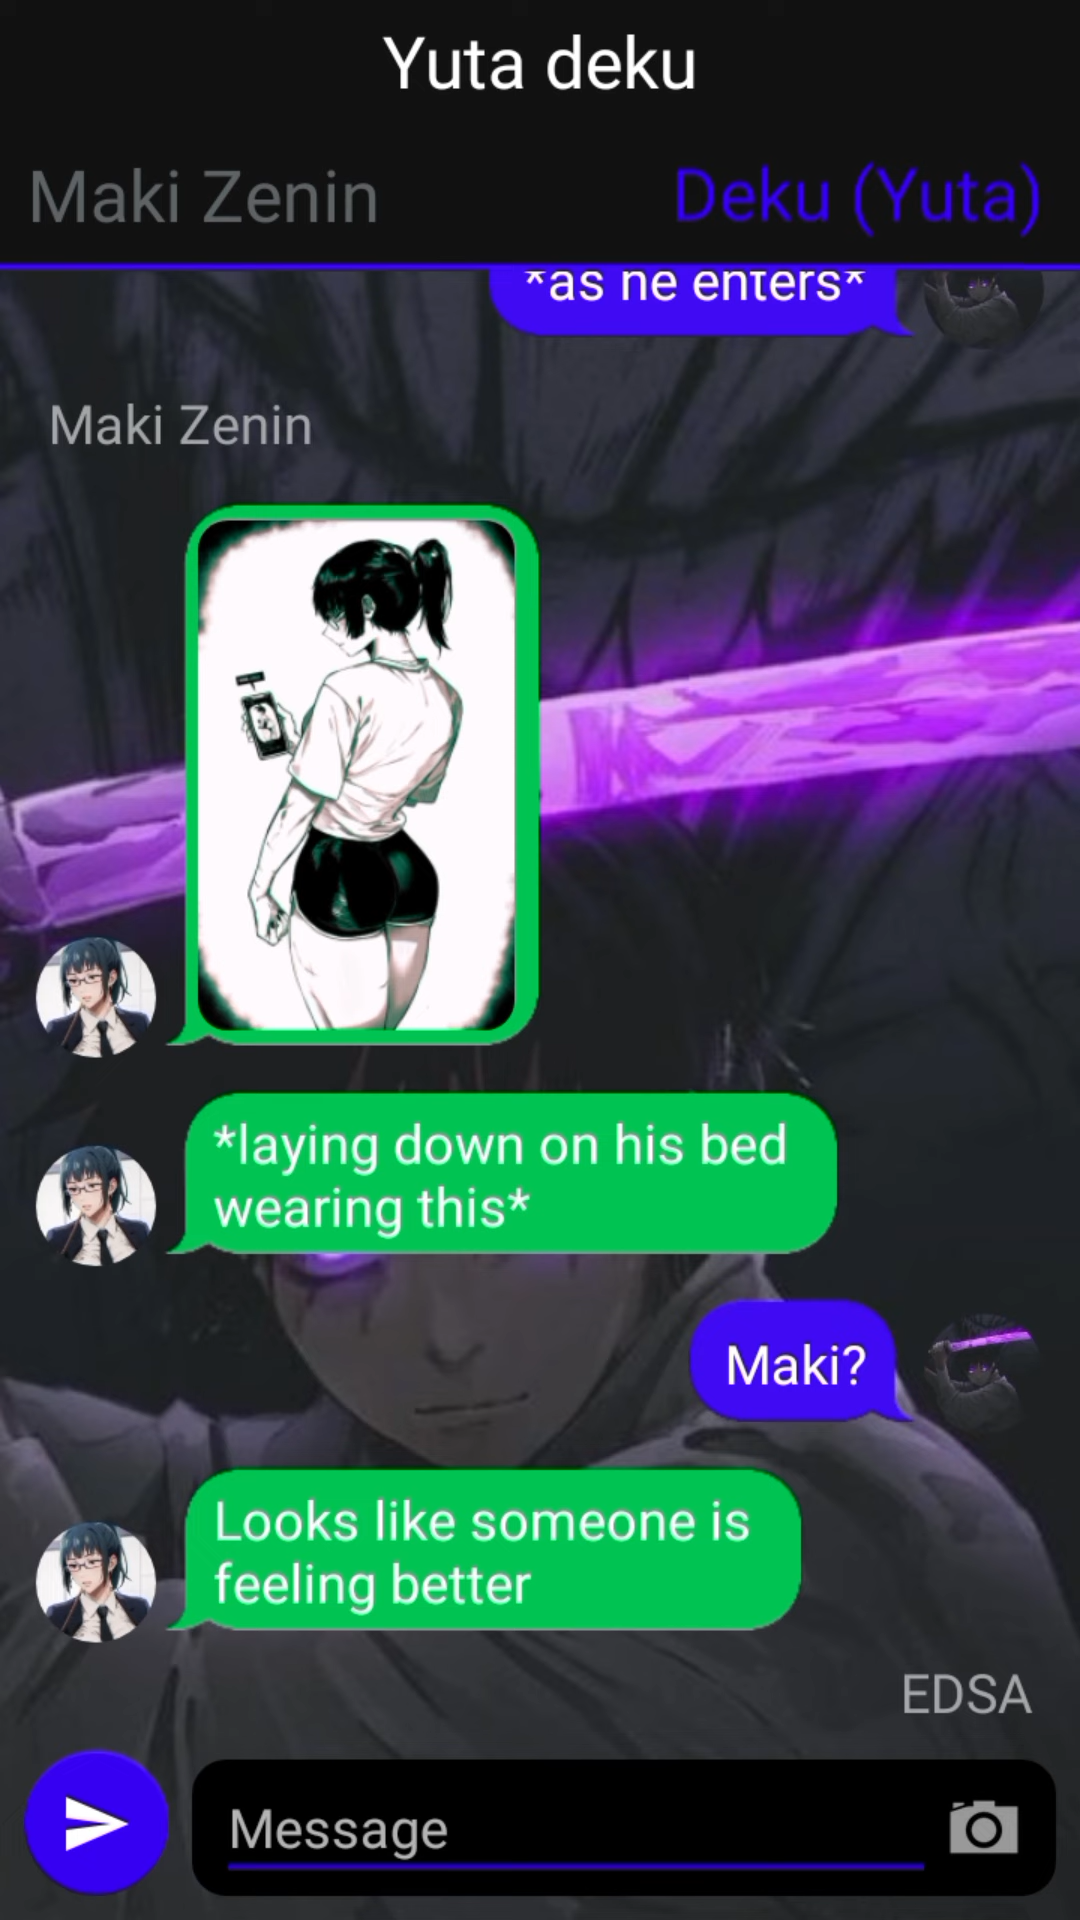 Yuta deku
Maki Zenin
Deku (Yuta)
*as he enters*
Maki Zenin
*laying down on his bed
wearing this*
Maki?
Looks like someone is
feeling better
EDSA
Message